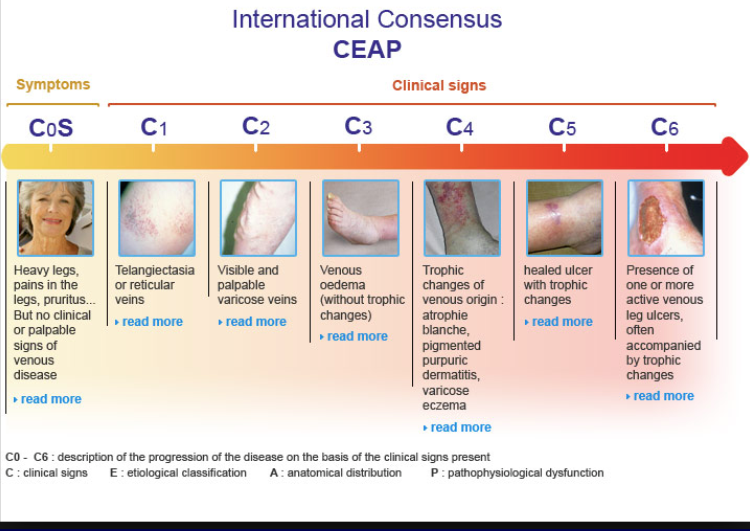 International Consensus
CEAP
Symptoms
Clinical signs
C0S
C1
C2
C3
C4
C5
C6
Heavy legs,
pains in the
legs, pruritus...
But no clinical
or palpable
signs of
venous
disease
read more
Telangiectasia
or reticular
veins
read more
Visible and
palpable
varicose veins
read more
Venous
oedema
(without trophic
changes)
read more
Trophic
changes of
venous origin :
atrophie
blanche,
pigmented
purpuric
dermatitis,
varicose
eczema
read more
healed ulcer
with trophic
changes
read more
Presence of
one or more
active venous
leg ulcers,
often
accompanied
by trophic
changes
read more
C0 - C6 : description of the progression of the disease on the basis of the clinical signs present
C : clinical signs E : etiological classification A : anatomical distribution P : pathophysiological dysfunction